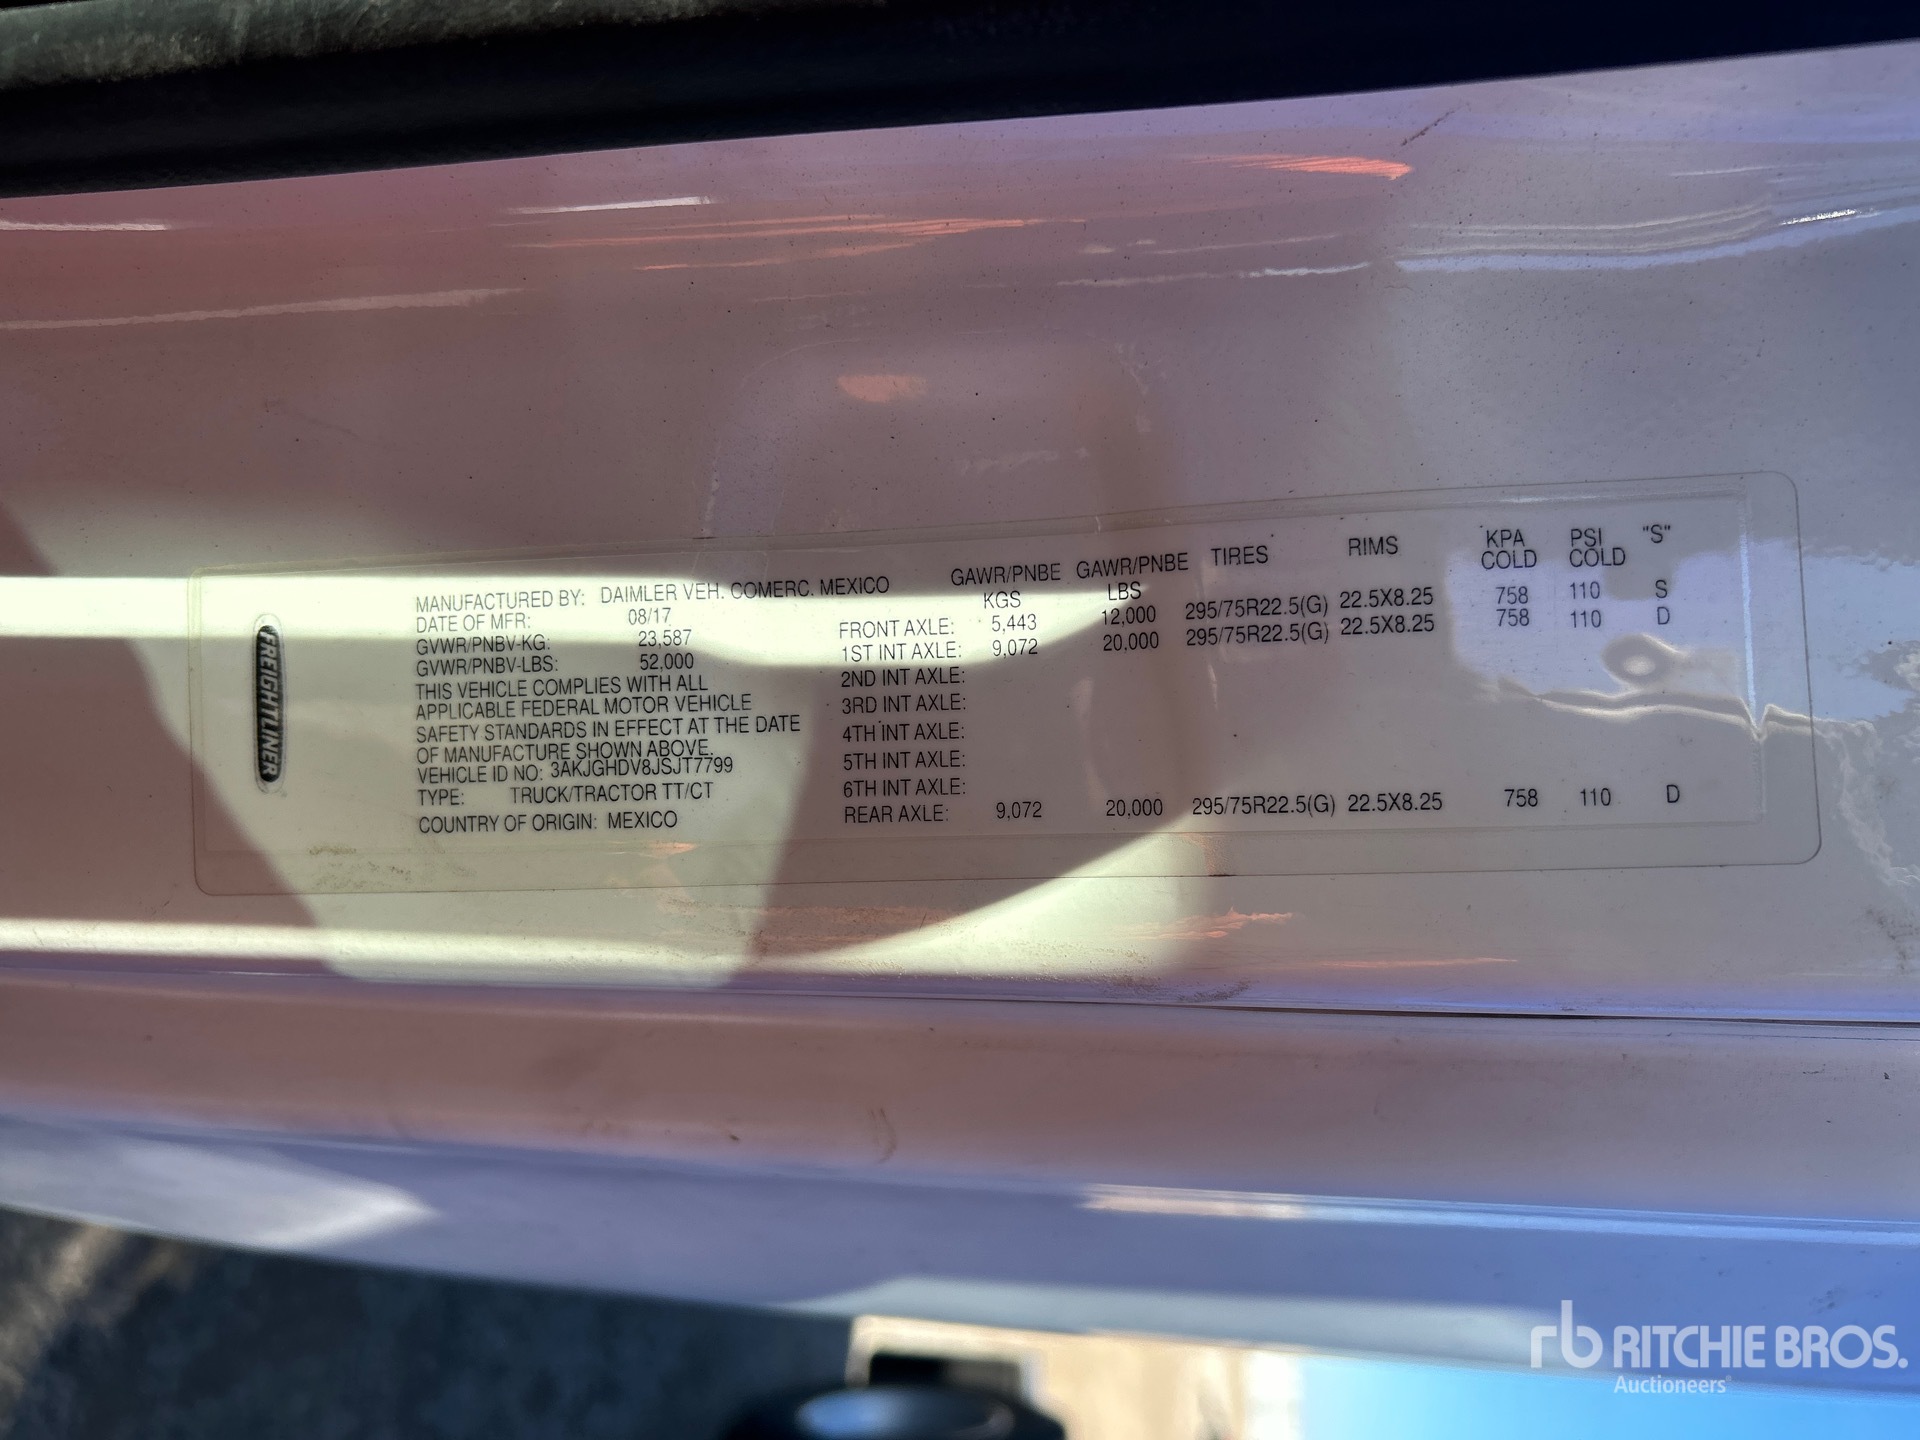 FREIGHTLINER
MANUFACTURED BY: DAIMLER VEH. COMERC. MEXICO
DATE OF MFR: 08/17
GVWR/PNBV-KG: 23,587
GVWR/PNBV-LBS: 52,000
THIS VEHICLE COMPLIES WITH ALL
APPLICABLE FEDERAL MOTOR VEHICLE
SAFETY STANDARDS IN EFFECT AT THE DATE
OF MANUFACTURE SHOWN ABOVE.
VEHICLE ID NO: 3AKJGHDV8JSJT7799
TYPE: TRUCK/TRACTOR TT/CT
COUNTRY OF ORIGIN: MEXICO
GAWR/PNBE GAWR/PNBE TIRES RIMS KPA PSI "S"
KGS LBS COLD COLD
FRONT AXLE: 5,443 12,000 295/75R22.5(G) 22.5X8.25 758 110 S
1ST INT AXLE: 9,072 20,000 295/75R22.5(G) 22.5X8.25 758 110 D
2ND INT AXLE:
3RD INT AXLE:
4TH INT AXLE:
5TH INT AXLE:
6TH INT AXLE:
REAR AXLE: 9,072 20,000 295/75R22.5(G) 22.5X8.25 758 110 D
rb RITCHIE BROS.
Auctioneers